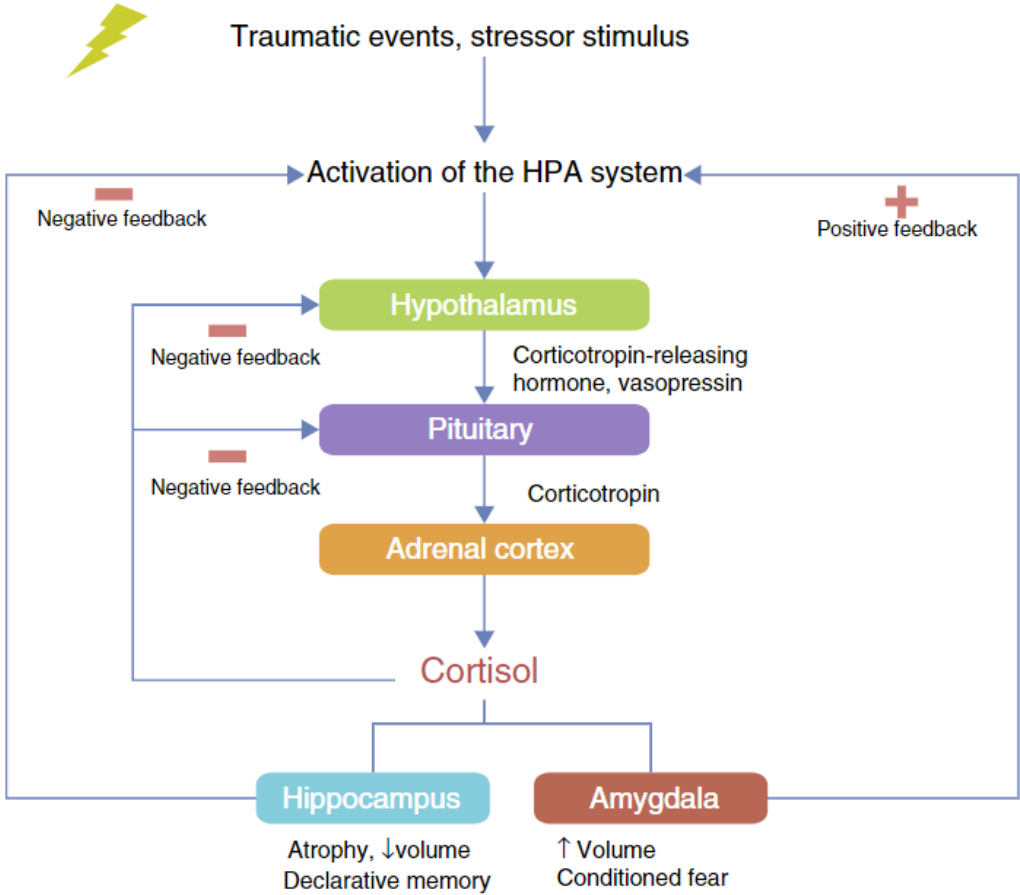 Traumatic events, stressor stimulus
Activation of the HPA system
Negative feedback
Positive feedback
Hypothalamus
Negative feedback
Corticotropin-releasing
hormone, vasopressin
Pituitary
Negative feedback
Corticotropin
Adrenal cortex
Cortisol
Hippocampus
Atrophy, ↓volume
Declarative memory
Amygdala
↑ Volume
Conditioned fear